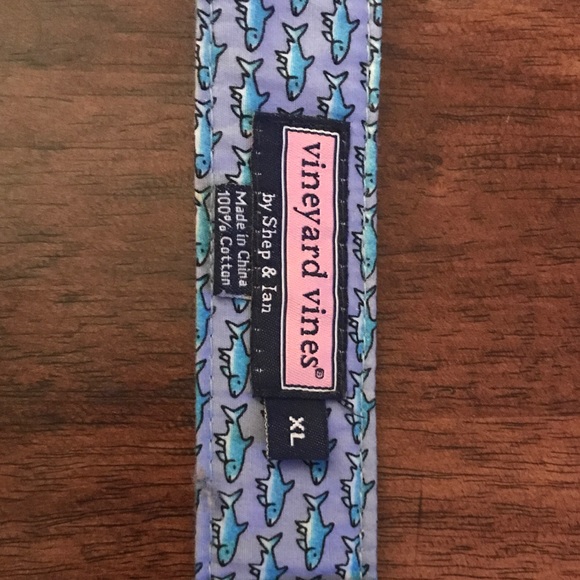 vineyard vines®
by Shep & Ian
Made in China
100% Cotton
XL